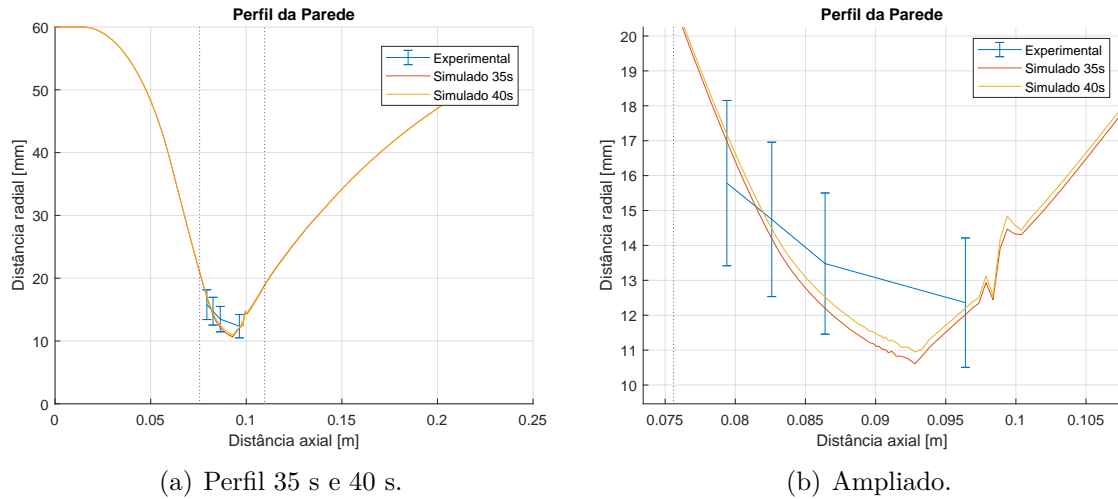 Perfil da Parede
60
50
40
30
20
10
0
Distância radial [mm]
0
0.05
0.1
0.15
0.2
0.25
Distância axial [m]
Experimental
Simulado 35s
Simulado 40s
(a) Perfil 35 s e 40 s.
Perfil da Parede
20
19
18
17
16
15
14
13
12
11
10
Distância radial [mm]
0.075
0.08
0.085
0.09
0.095
0.1
0.105
Distância axial [m]
Experimental
Simulado 35s
Simulado 40s
(b) Ampliado.